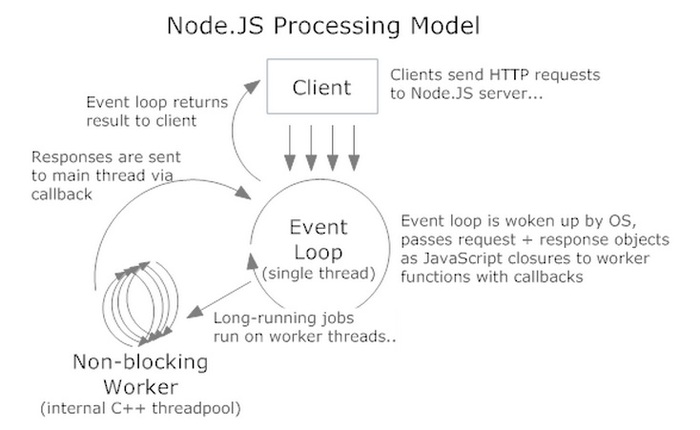 Node.JS Processing Model
Client
Clients send HTTP requests
to Node.JS server...
Event loop returns
result to client
Responses are sent
to main thread via
callback
Event
Loop
(single thread)
Event loop is woken up by OS,
passes request + response objects
as JavaScript closures to worker
functions with callbacks
Long-running jobs
run on worker threads..
Non-blocking
Worker
(internal C++ threadpool)